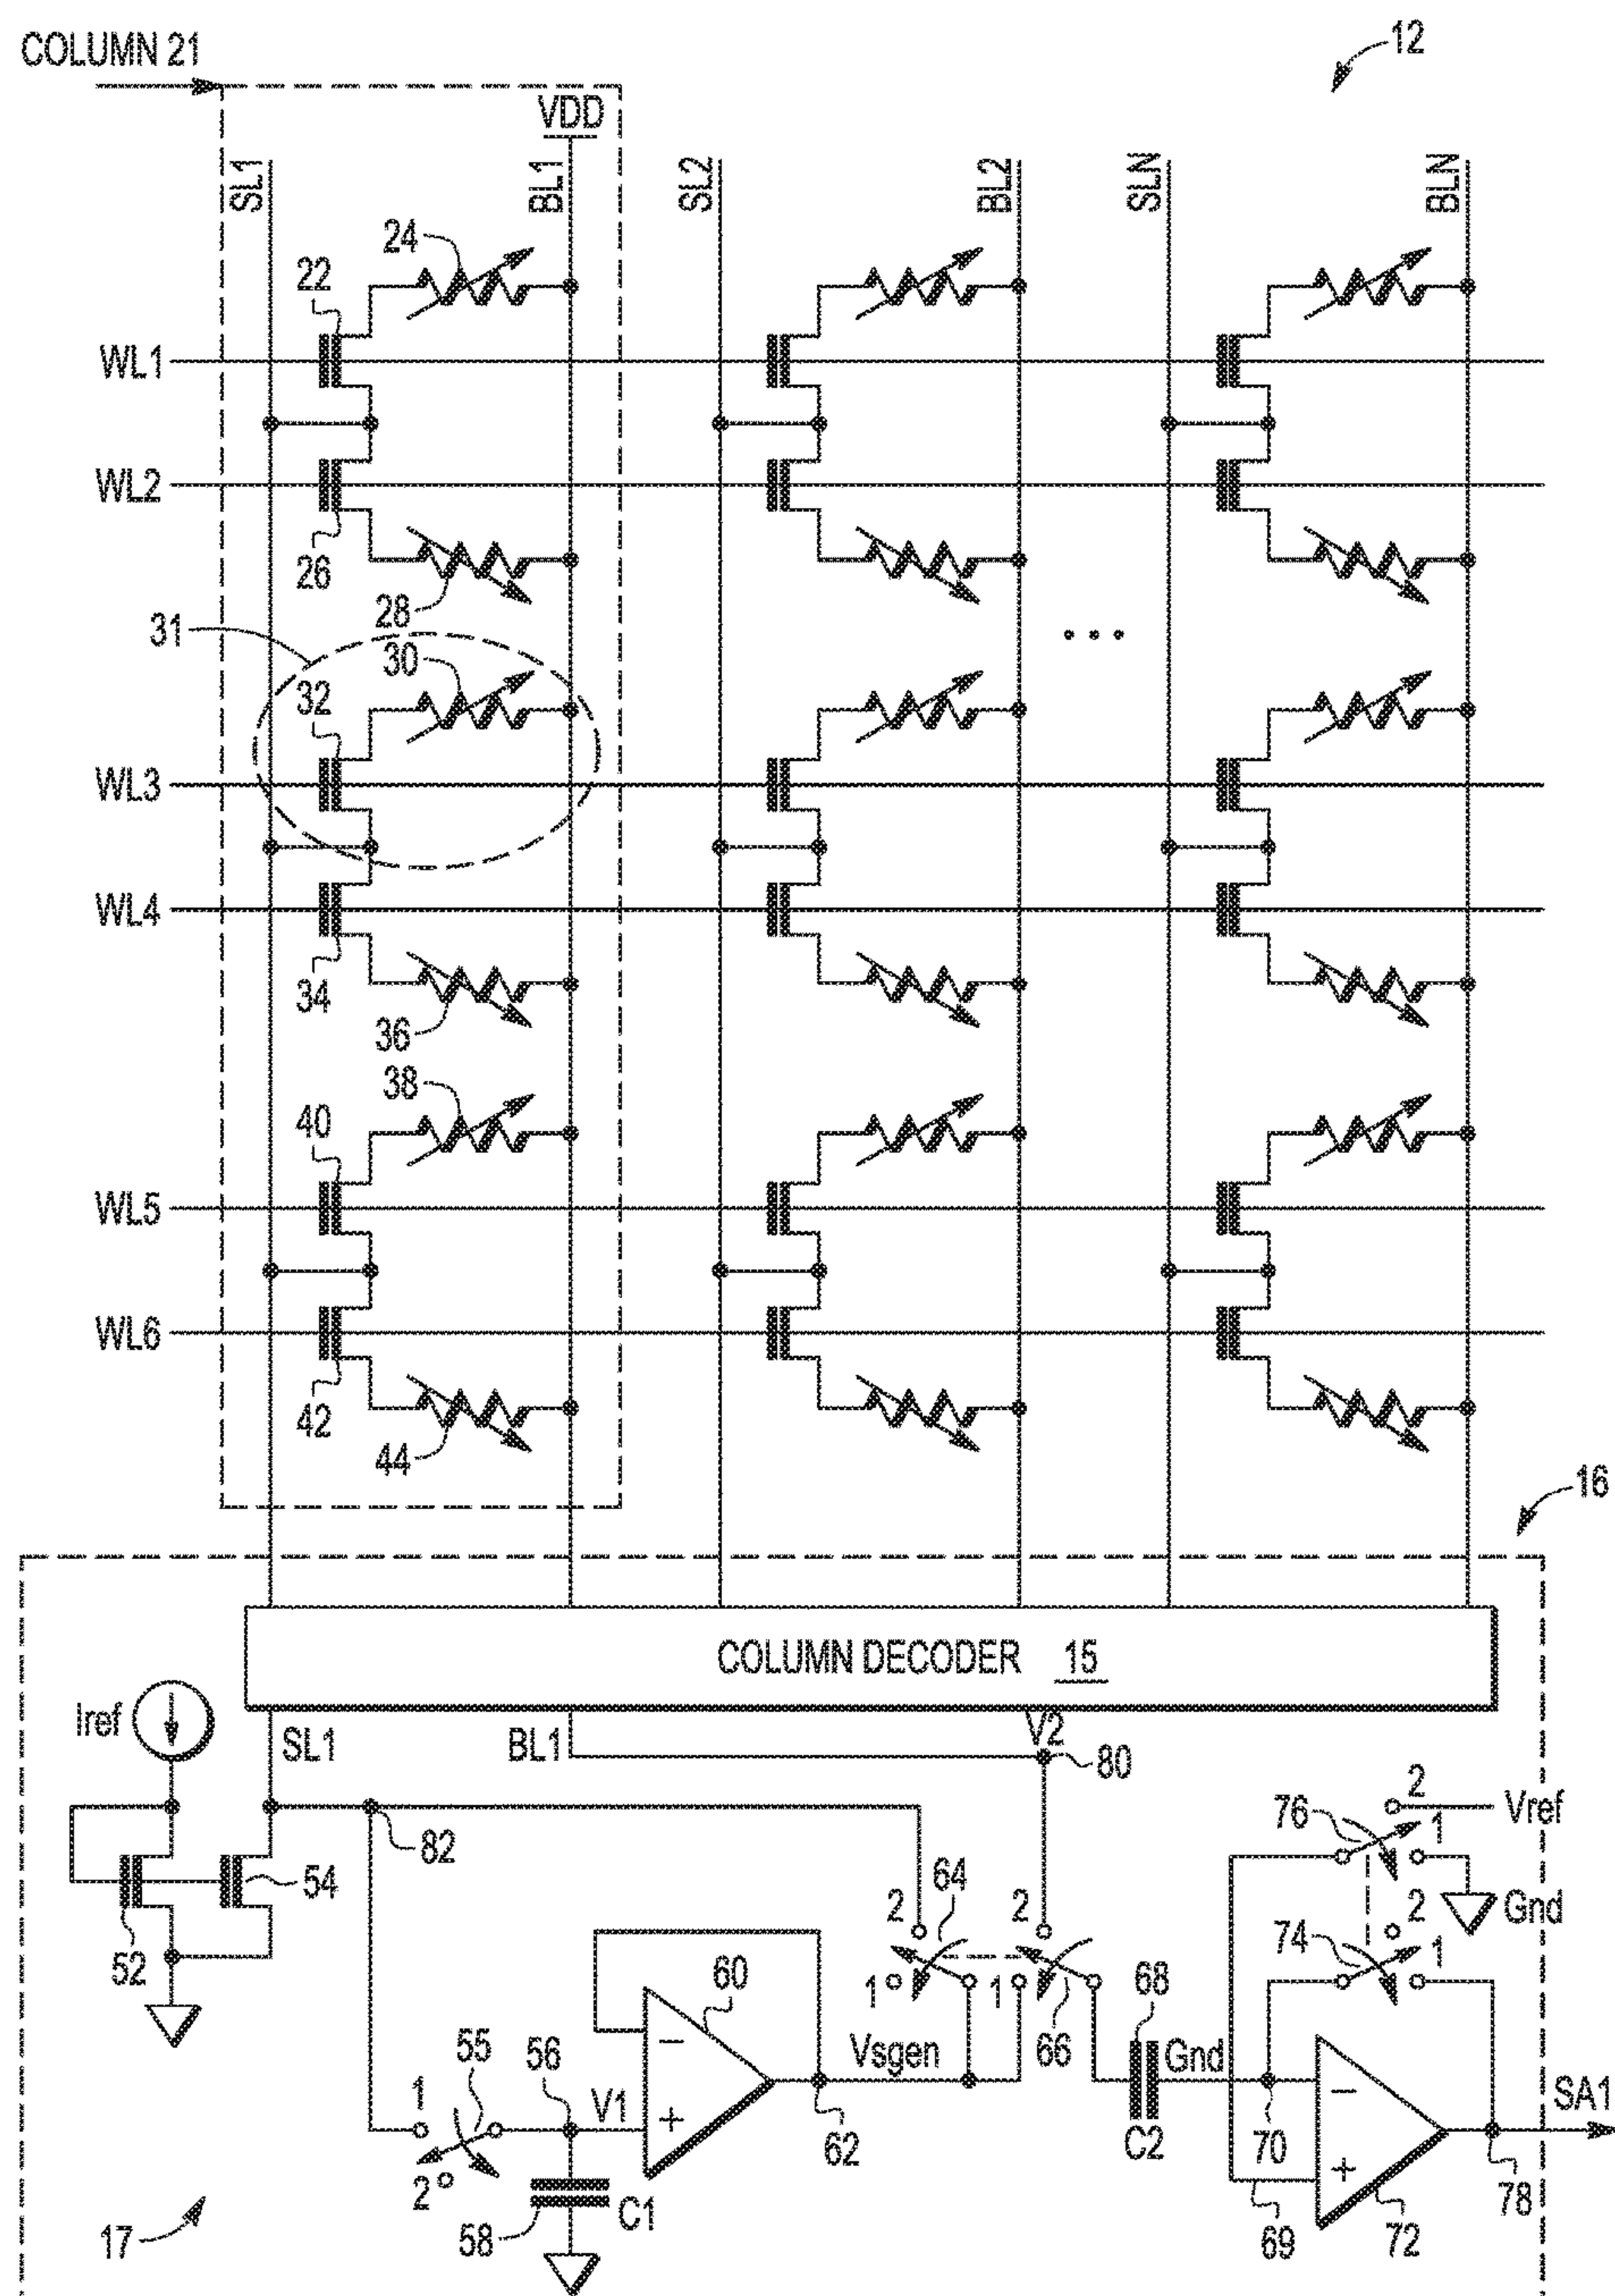 COLUMN 21
12
VDD
SL1
BL1
SL2
BL2
SLN
BLN
24
22
WL1
WL2
26
28
31
30
32
...
WL3
WL4
34
36
38
40
WL5
WL6
42
44
16
COLUMN DECODER 15
Iref
SL1
BL1
V2
80
82
54
52
76
2
Vref
1
64
2
2
Gnd
74
2
1
1
1
60
68
66
Vsgen
Gnd
55
56
1
V1
62
C2
70
SA1
2
58
C1
69
72
78
17